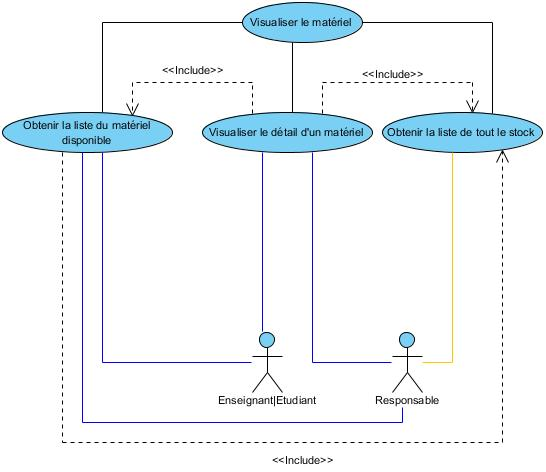 Visualiser le matériel
<<Include>>
<<Include>>
Obtenir la liste du matériel
disponible
Visualiser le détail d'un matériel
Obtenir la liste de tout le stock
Enseignant|Etudiant
Responsable
<<Include>>